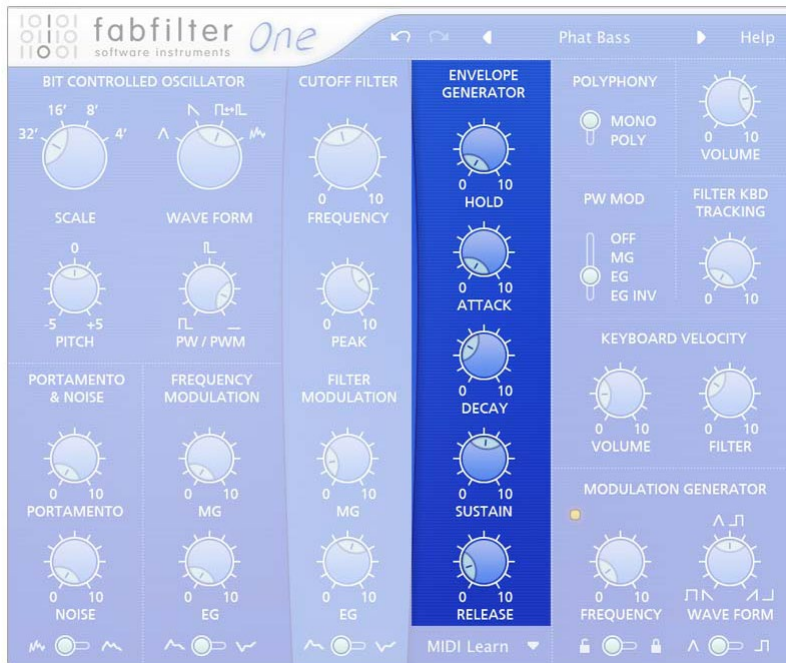 fabfilter One
software instruments
Phat Bass
Help
BIT CONTROLLED OSCILLATOR
32'
16'
8'
4'
SCALE
WAVE FORM
0
-5 +5
PITCH
PW / PWM
CUTOFF FILTER
0 10
FREQUENCY
0 10
PEAK
PORTAMENTO
& NOISE
0 10
PORTAMENTO
0 10
NOISE
FREQUENCY
MODULATION
0 10
MG
0 10
EG
FILTER
MODULATION
0 10
MG
0 10
EG
ENVELOPE
GENERATOR
0 10
HOLD
0 10
ATTACK
0 10
DECAY
0 10
SUSTAIN
0 10
RELEASE
MIDI Learn
POLYPHONY
MONO
POLY
0 10
VOLUME
PW MOD
OFF
MG
EG
EG INV
FILTER KBD
TRACKING
0 10
KEYBOARD VELOCITY
0 10
VOLUME
0 10
FILTER
MODULATION GENERATOR
0 10
FREQUENCY
WAVE FORM